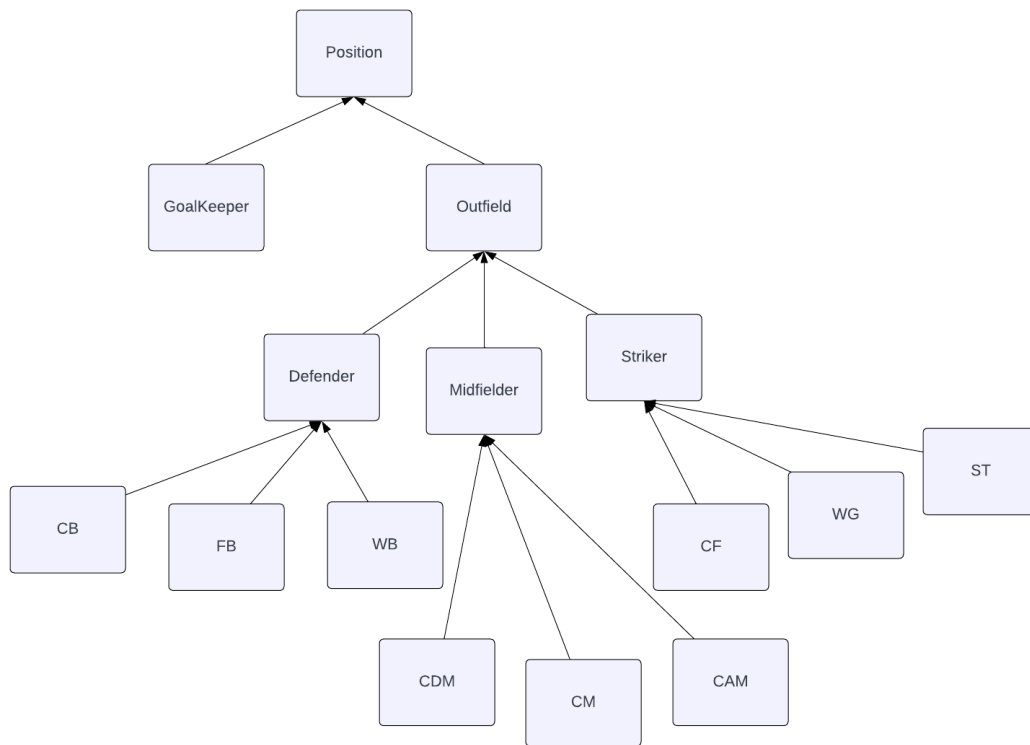 Position
GoalKeeper
Outfield
Defender
Midfielder
Striker
CB
FB
WB
CF
WG
ST
CDM
CM
CAM